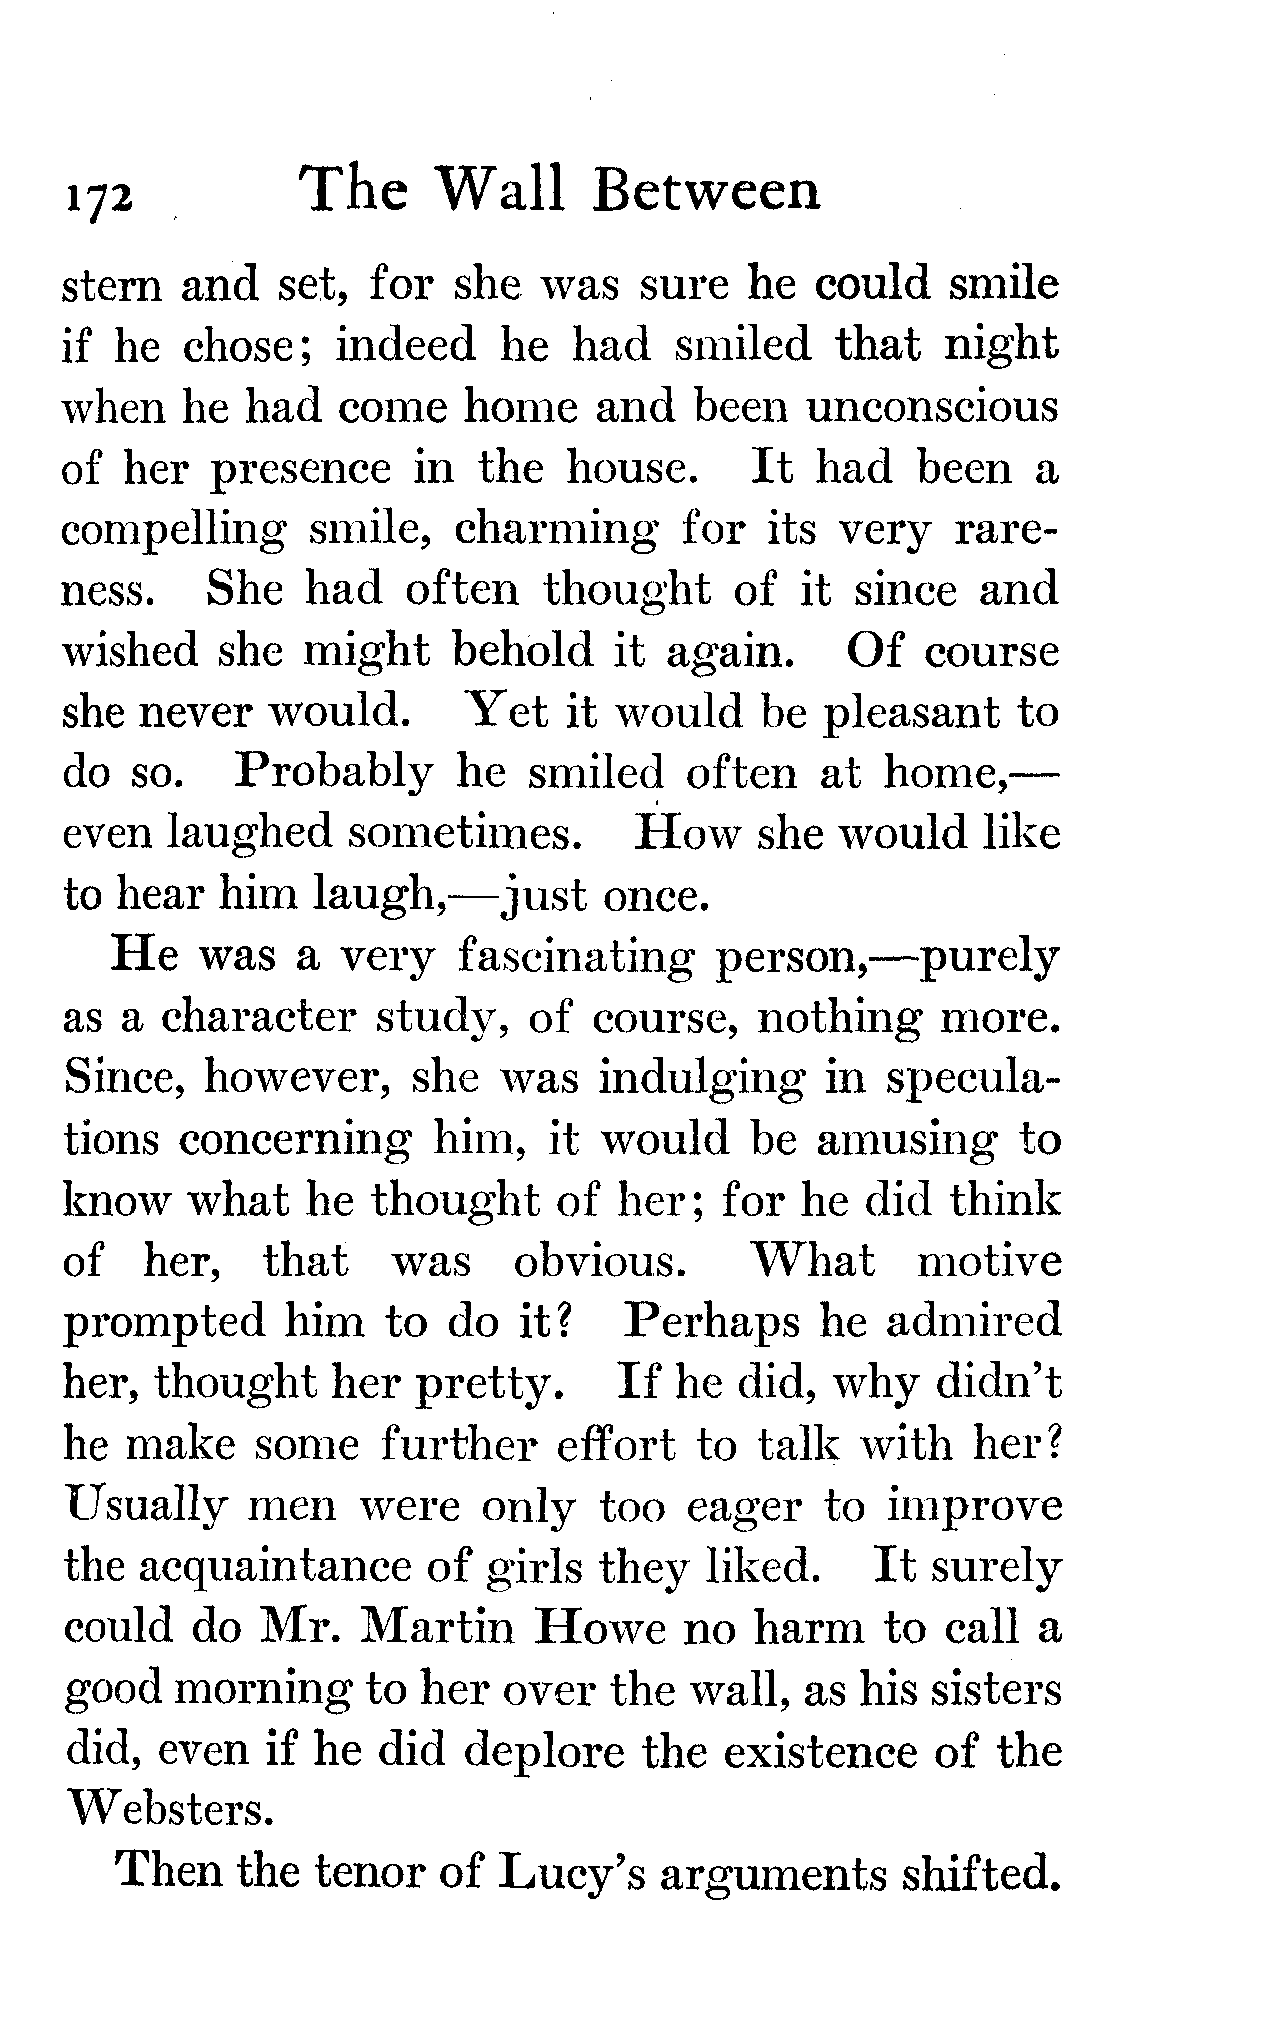 172 The Wall Between
stern and set, for she was sure he could smile
if he chose; indeed he had smiled that night
when he had come home and been unconscious
of her presence in the house. It had been a
compelling smile, charming for its very rare-
ness. She had often thought of it since and
wished she might behold it again. Of course
she never would. Yet it would be pleasant to
do so. Probably he smiled often at home,—
even laughed sometimes. How she would like
to hear him laugh,—just once.
He was a very fascinating person,—purely
as a character study, of course, nothing more.
Since, however, she was indulging in specula-
tions concerning him, it would be amusing to
know what he thought of her; for he did think
of her, that was obvious. What motive
prompted him to do it? Perhaps he admired
her, thought her pretty. If he did, why didn't
he make some further effort to talk with her?
Usually men were only too eager to improve
the acquaintance of girls they liked. It surely
could do Mr. Martin Howe no harm to call a
good morning to her over the wall, as his sisters
did, even if he did deplore the existence of the
Websters.
Then the tenor of Lucy's arguments shifted.